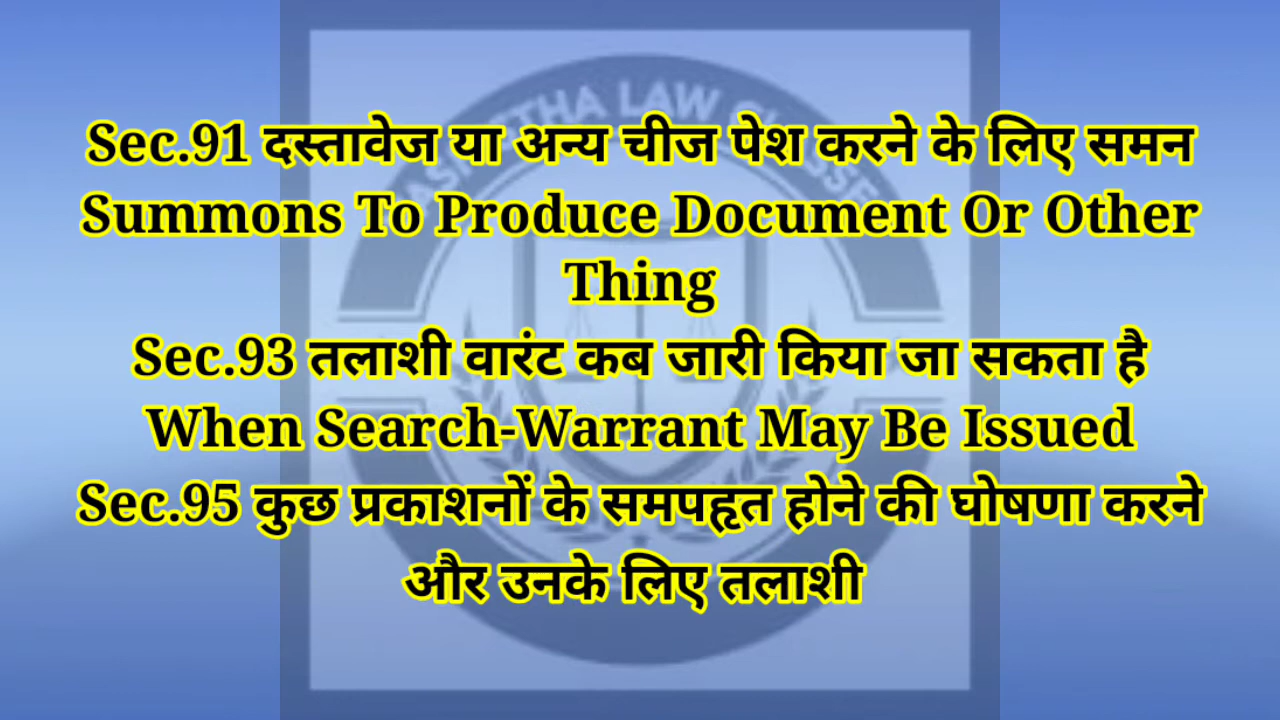 Sec.91 दस्तावेज या अन्य चीज पेश करने के लिए समन
Summons To Produce Document Or Other
Thing
Sec.93 तलाशी वारंट कब जारी किया जा सकता है
When Search-Warrant May Be Issued
Sec.95 कुछ प्रकाशनों के समपहृत होने की घोषणा करने
और उनके लिए तलाशी
LAW